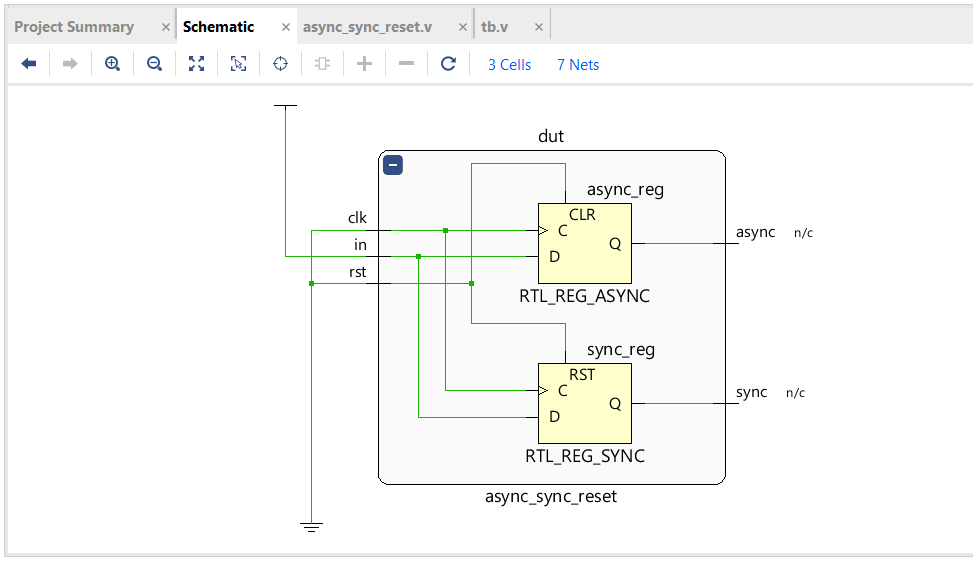 Project Summary × Schematic × async_sync_reset.v × tb.v ×
3 Cells 7 Nets
dut
async_reg
CLR
clk
C
async n/c
in
Q
D
rst
RTL_REG_ASYNC
sync_reg
RST
C
sync n/c
Q
D
RTL_REG_SYNC
async_sync_reset